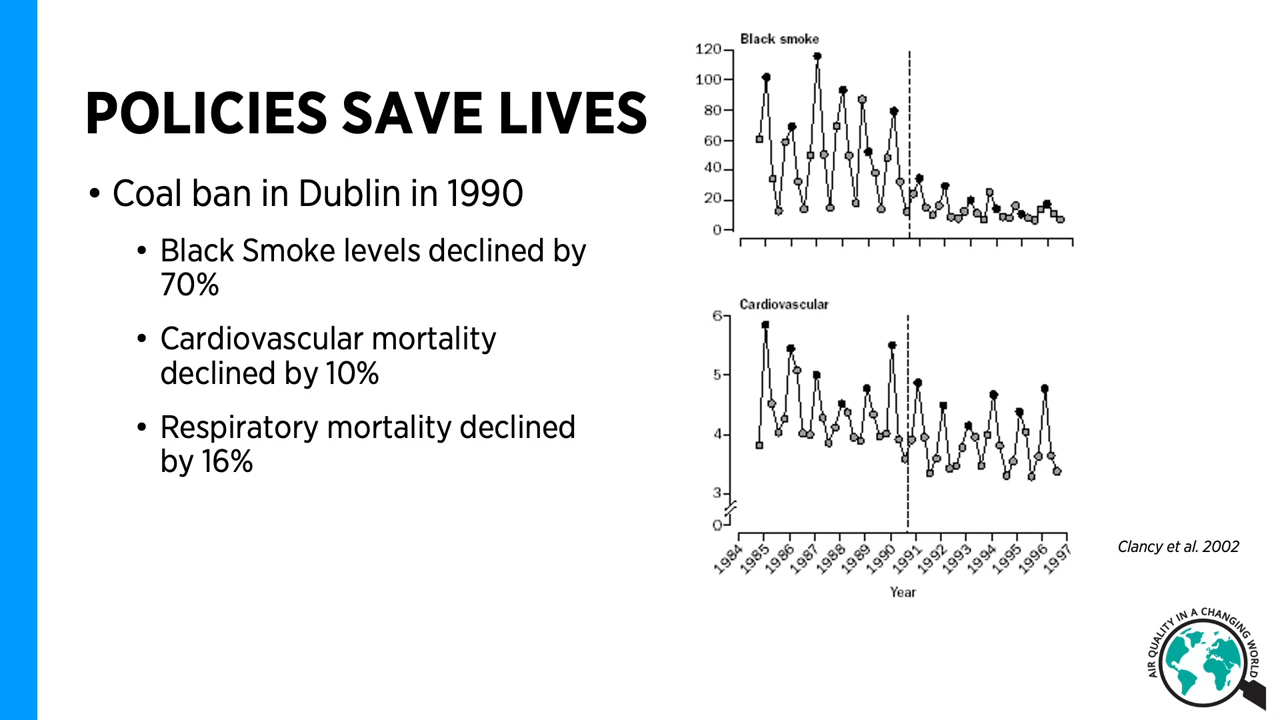 POLICIES SAVE LIVES
• Coal ban in Dublin in 1990
• Black Smoke levels declined by
70%
• Cardiovascular mortality
declined by 10%
• Respiratory mortality declined
by 16%
Black smoke
120
100
80
60
40
20
0
Cardiovascular
6
5
4
3
0
1984 1985 1986 1987 1988 1989 1990 1991 1992 1993 1994 1995 1996 1997
Year
Clancy et al. 2002
AIR QUALITY IN A CHANGING WORLD